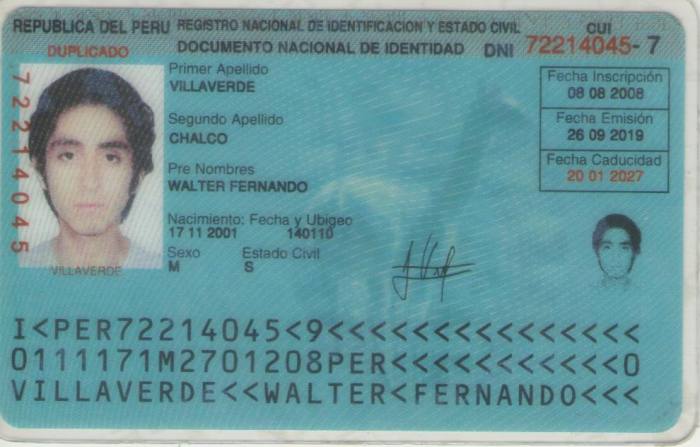 REPUBLICA DEL PERU REGISTRO NACIONAL DE IDENTIFICACION Y ESTADO CIVIL CUI
DUPLICADO DOCUMENTO NACIONAL DE IDENTIDAD DNI 72214045-7
72214045
Primer Apellido
VILLAVERDE
Segundo Apellido
CHALCO
Pre Nombres
WALTER FERNANDO
Nacimiento: Fecha y Ubigeo
17 11 2001 140110
Sexo Estado Civil
M S
VILLAVERDE
Fecha Inscripción
08 08 2008
Fecha Emisión
26 09 2019
Fecha Caducidad
20 01 2027
I<PER72214045<9<<<<<<<<<<<<<<<
0111171M2701208PER<<<<<<<<<<<0
VILLAVERDE<<WALTER<FERNANDO<<<